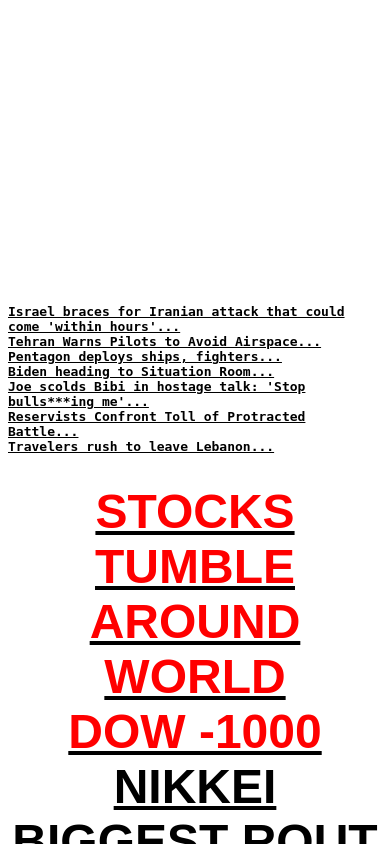 Israel braces for Iranian attack that could
come 'within hours'...
Tehran Warns Pilots to Avoid Airspace...
Pentagon deploys ships, fighters...
Biden heading to Situation Room...
Joe scolds Bibi in hostage talk: 'Stop
bulls***ing me'...
Reservists Confront Toll of Protracted
Battle...
Travelers rush to leave Lebanon...
STOCKS
TUMBLE
AROUND
WORLD
DOW -1000
NIKKEI
BIGGEST ROUT